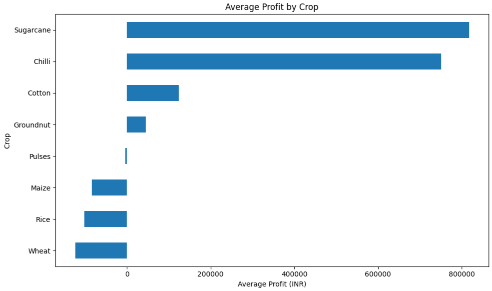 Average Profit by Crop
Sugarcane
Chilli
Cotton
Groundnut
Pulses
Maize
Rice
Wheat
Crop
0 200000 400000 600000 800000
Average Profit (INR)